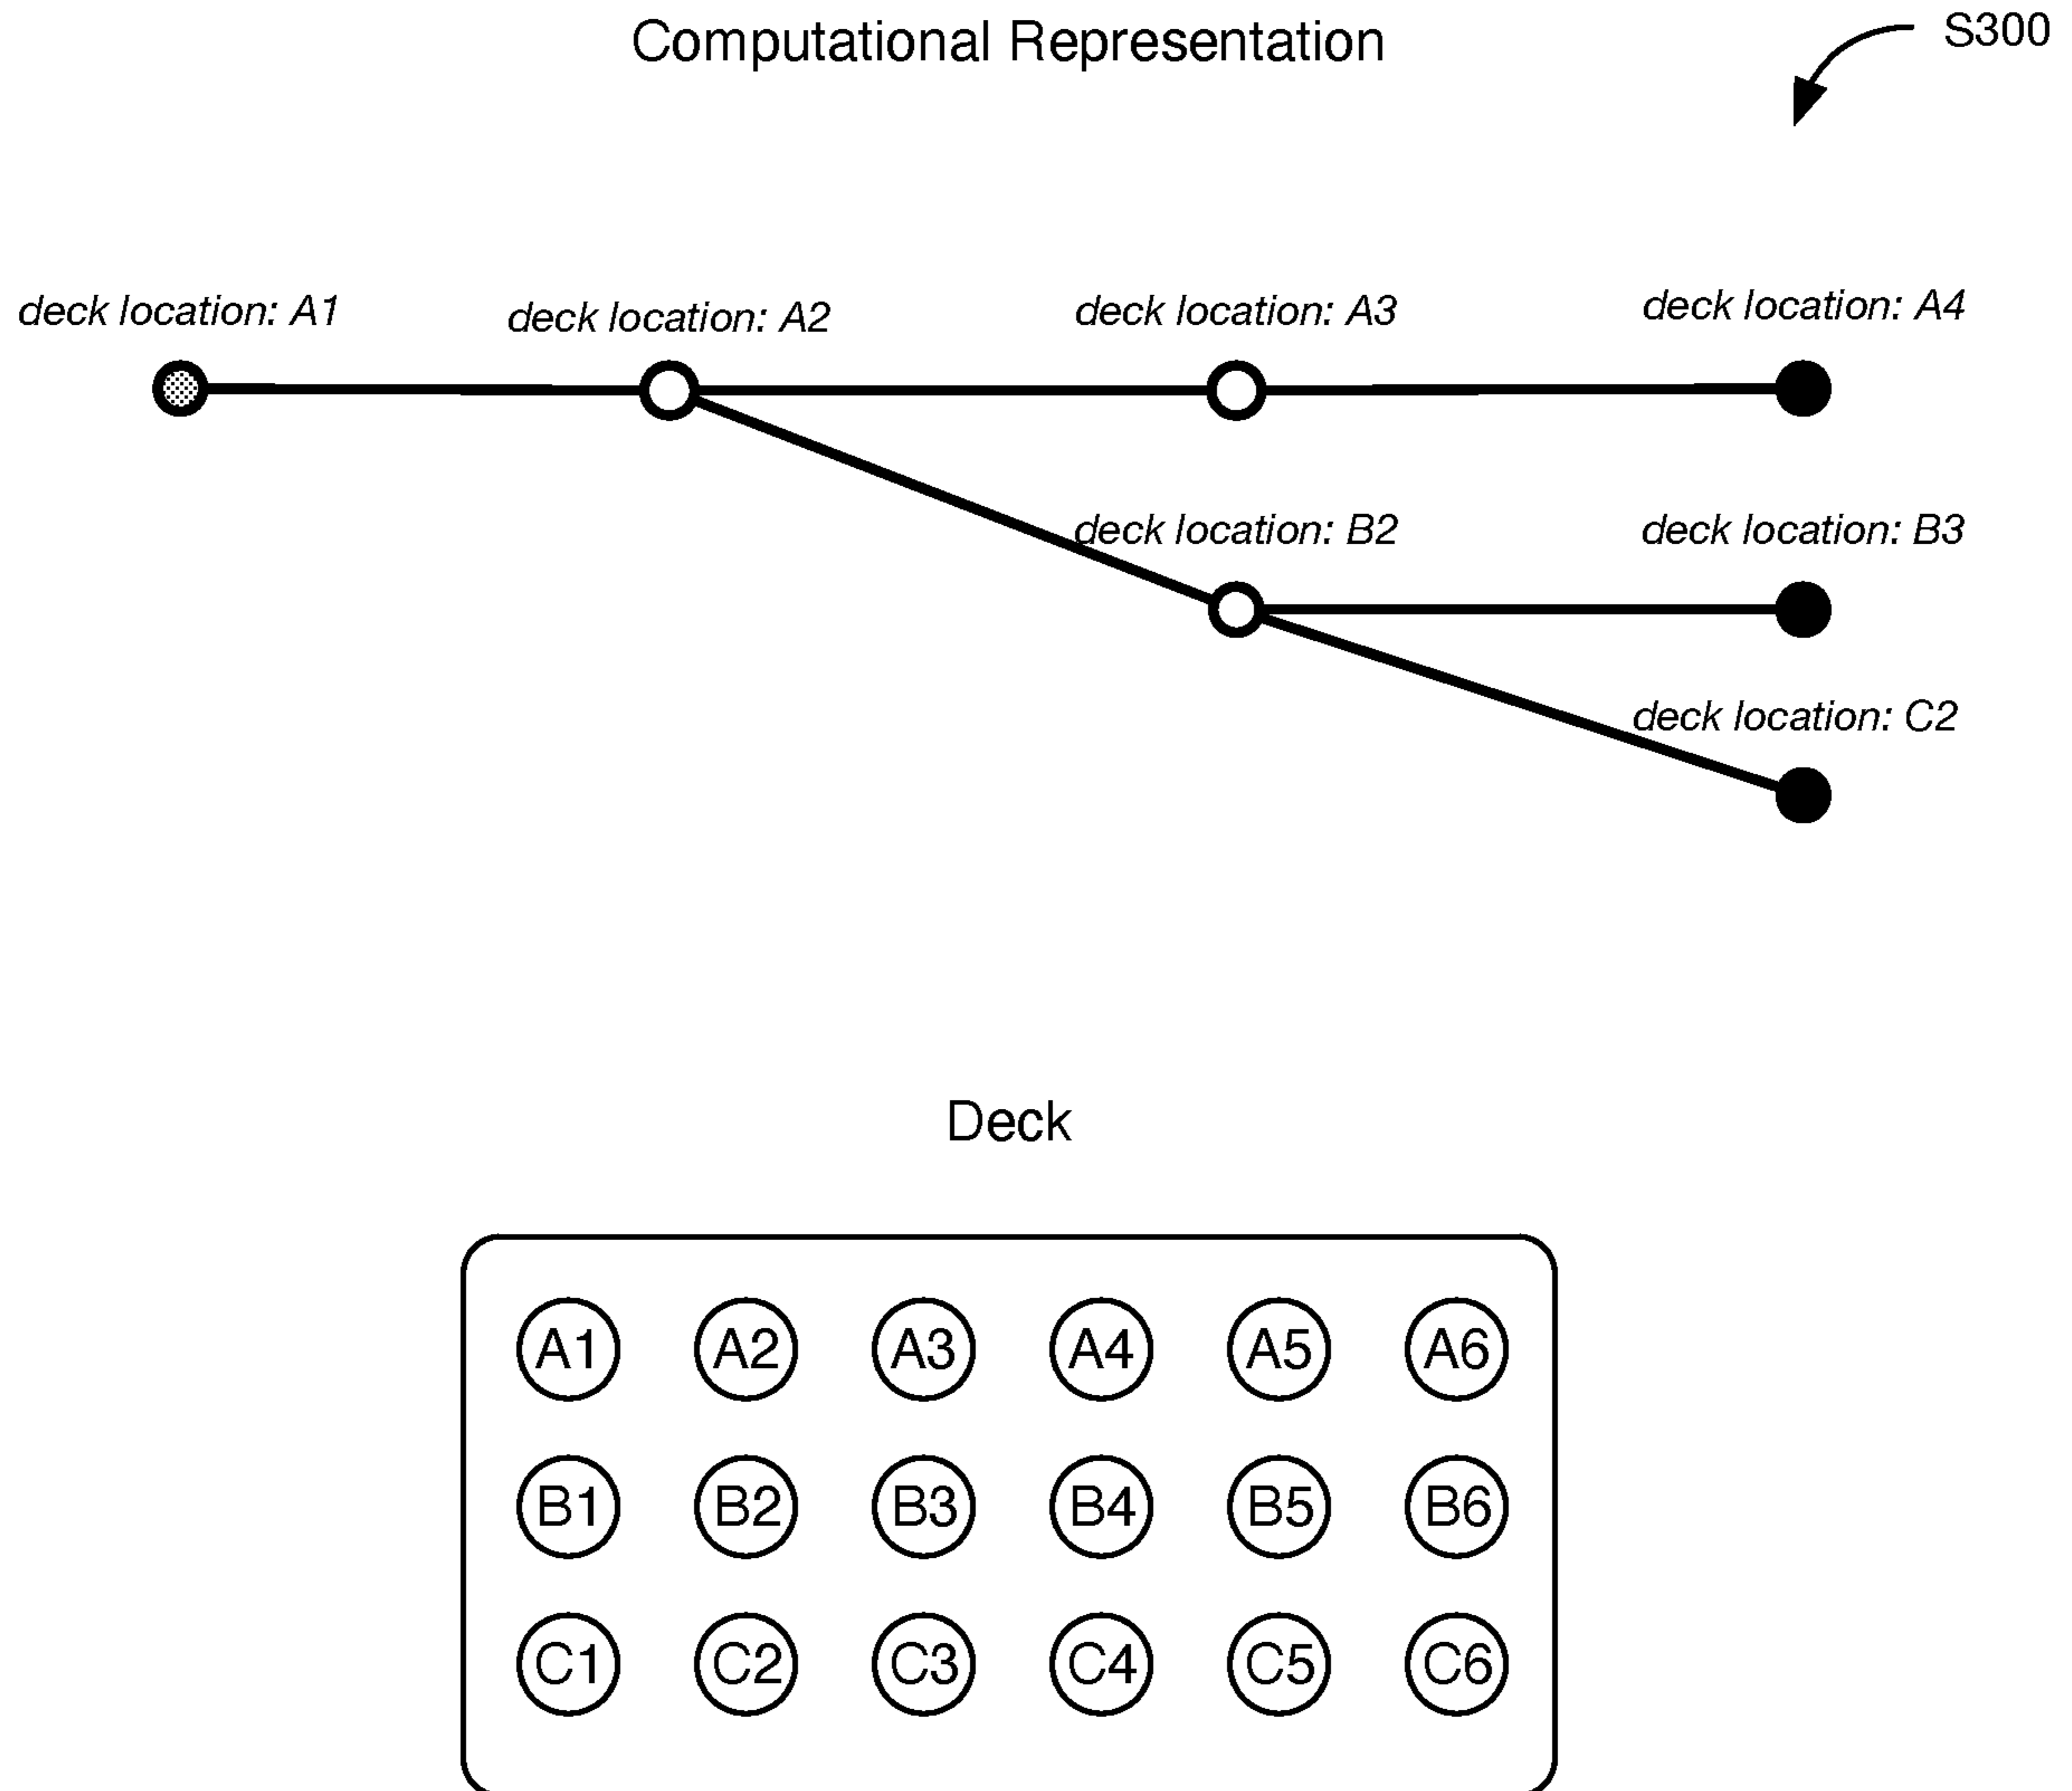 Computational Representation
S300
deck location: A1
deck location: A2
deck location: A3
deck location: A4
deck location: B2
deck location: B3
deck location: C2
Deck
A1 A2 A3 A4 A5 A6
B1 B2 B3 B4 B5 B6
C1 C2 C3 C4 C5 C6